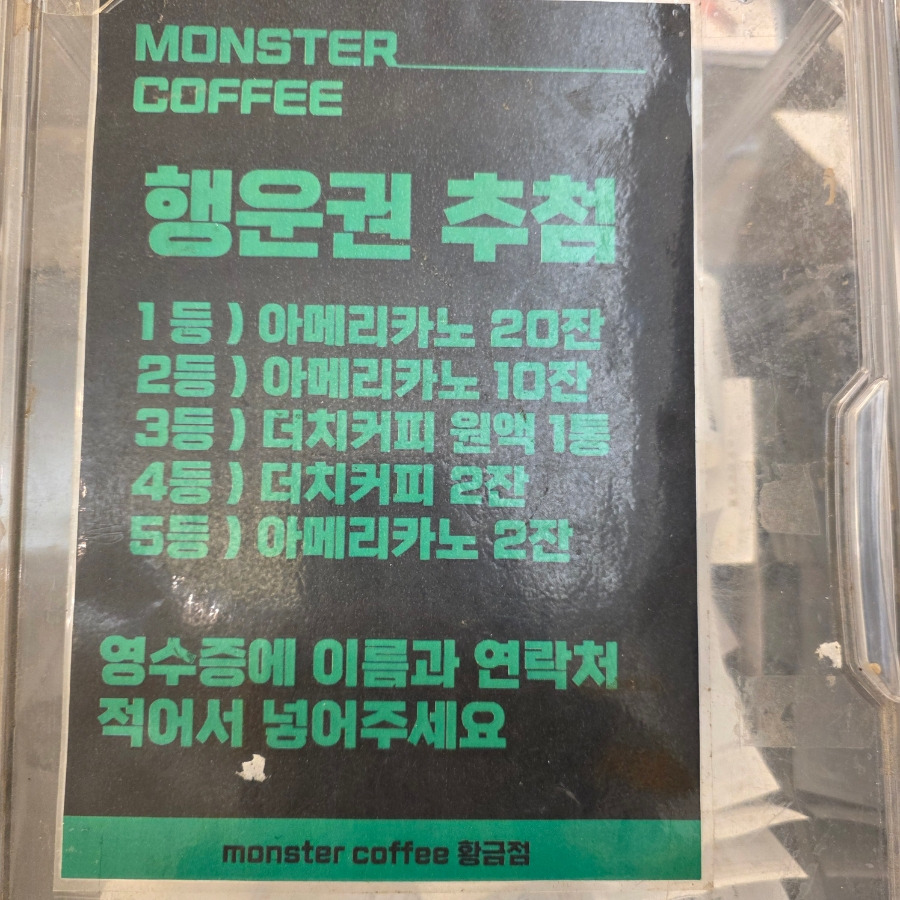 MONSTER
COFFEE
행운권 추첨
1등 ) 아메리카노 20잔
2등 ) 아메리카노 10잔
3등 ) 더치커피 원액 1통
4등 ) 더치커피 2잔
5등 ) 아메리카노 2잔
영수증에 이름과 연락처
적어서 넣어주세요
monster coffee 황금점